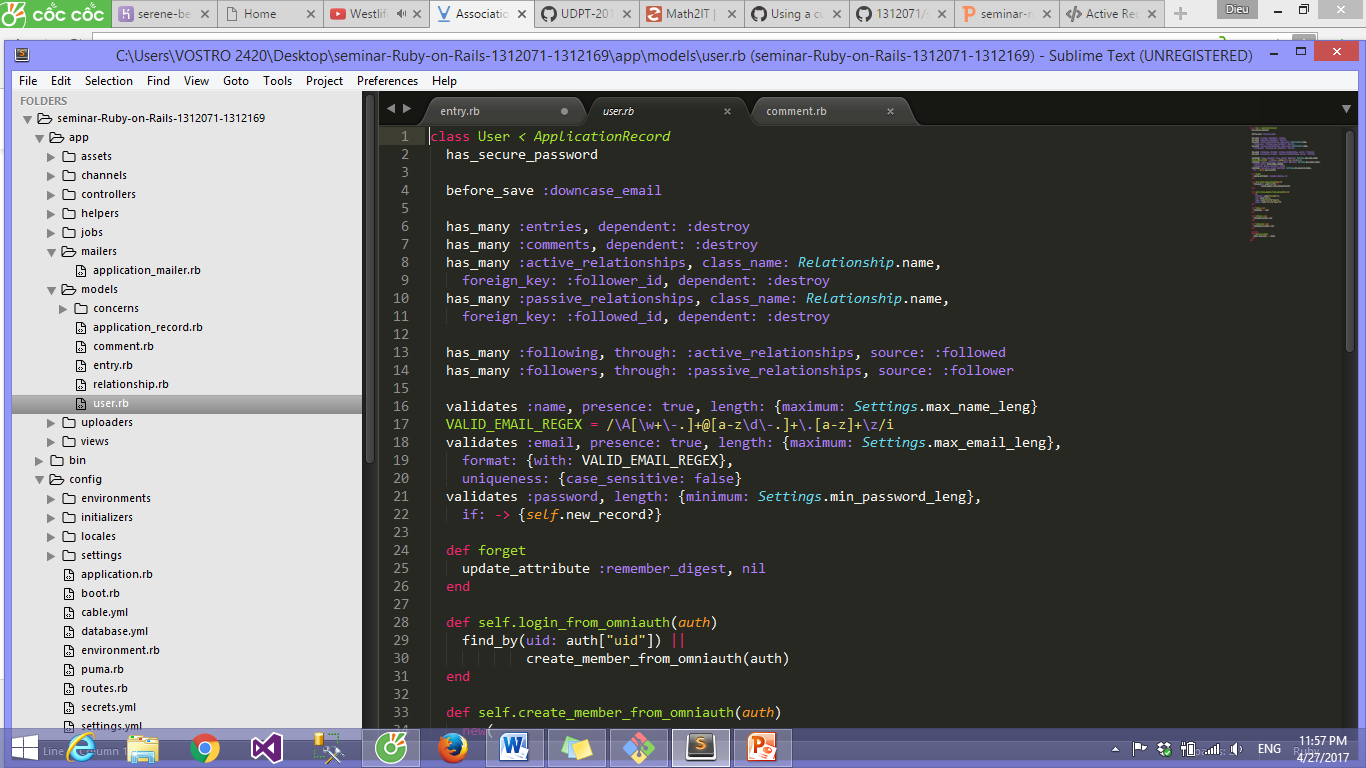 cốc cốc
serene-be
Home
Westlif
Associatio
UDPT-201
Math2IT |
Using a cu
1312071/s
seminar-ru
Active Rec
Dieu
C:\Users\VOSTRO 2420\Desktop\seminar-Ruby-on-Rails-1312071-1312169\app\models\user.rb (seminar-Ruby-on-Rails-1312071-1312169) - Sublime Text (UNREGISTERED)
File Edit Selection Find View Goto Tools Project Preferences Help
FOLDERS
seminar-Ruby-on-Rails-1312071-1312169
app
assets
channels
controllers
helpers
jobs
mailers
application_mailer.rb
models
concerns
application_record.rb
comment.rb
entry.rb
relationship.rb
user.rb
uploaders
views
bin
config
environments
initializers
locales
settings
application.rb
boot.rb
cable.yml
database.yml
environment.rb
puma.rb
routes.rb
secrets.yml
settings.yml
entry.rb
user.rb
comment.rb
1 class User < ApplicationRecord
2 has_secure_password
3
4 before_save :downcase_email
5
6 has_many :entries, dependent: :destroy
7 has_many :comments, dependent: :destroy
8 has_many :active_relationships, class_name: Relationship.name,
9 foreign_key: :follower_id, dependent: :destroy
10 has_many :passive_relationships, class_name: Relationship.name,
11 foreign_key: :followed_id, dependent: :destroy
12
13 has_many :following, through: :active_relationships, source: :followed
14 has_many :followers, through: :passive_relationships, source: :follower
15
16 validates :name, presence: true, length: {maximum: Settings.max_name_leng}
17 VALID_EMAIL_REGEX = /\A[\w+\-.]+@[a-z\d\-.]+\.[a-z]+\z/i
18 validates :email, presence: true, length: {maximum: Settings.max_email_leng},
19 format: {with: VALID_EMAIL_REGEX},
20 uniqueness: {case_sensitive: false}
21 validates :password, length: {minimum: Settings.min_password_leng},
22 if: -> {self.new_record?}
23
24 def forget
25 update_attribute :remember_digest, nil
26 end
27
28 def self.login_from_omniauth(auth)
29 find_by(uid: auth["uid"]) ||
30 create_member_from_omniauth(auth)
31 end
32
33 def self.create_member_from_omniauth(auth)
34 new(
Line
ENG
11:57 PM
4/27/2017